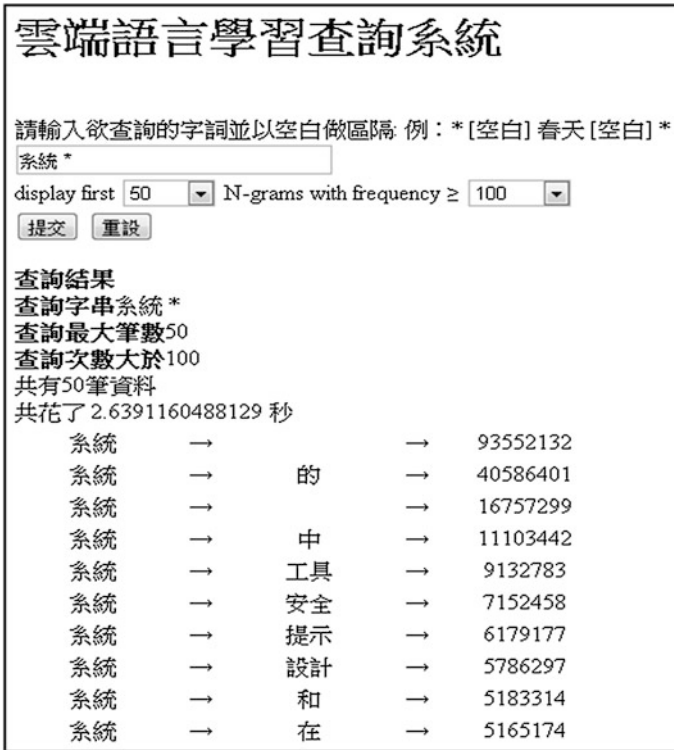 雲端語言學習查詢系統
請輸入欲查詢的字詞並以空白做區隔: 例：* [空白] 春天 [空白] *
系統 *
display first 50 N-grams with frequency ≥ 100
提交 重設
查詢結果
查詢字串系統 *
查詢最大筆數50
查詢次數大於100
共有50筆資料
共花了 2.6391160488129 秒
系統 → → 93552132
系統 → 的 → 40586401
系統 → → 16757299
系統 → 中 → 11103442
系統 → 工具 → 9132783
系統 → 安全 → 7152458
系統 → 提示 → 6179177
系統 → 設計 → 5786297
系統 → 和 → 5183314
系統 → 在 → 5165174